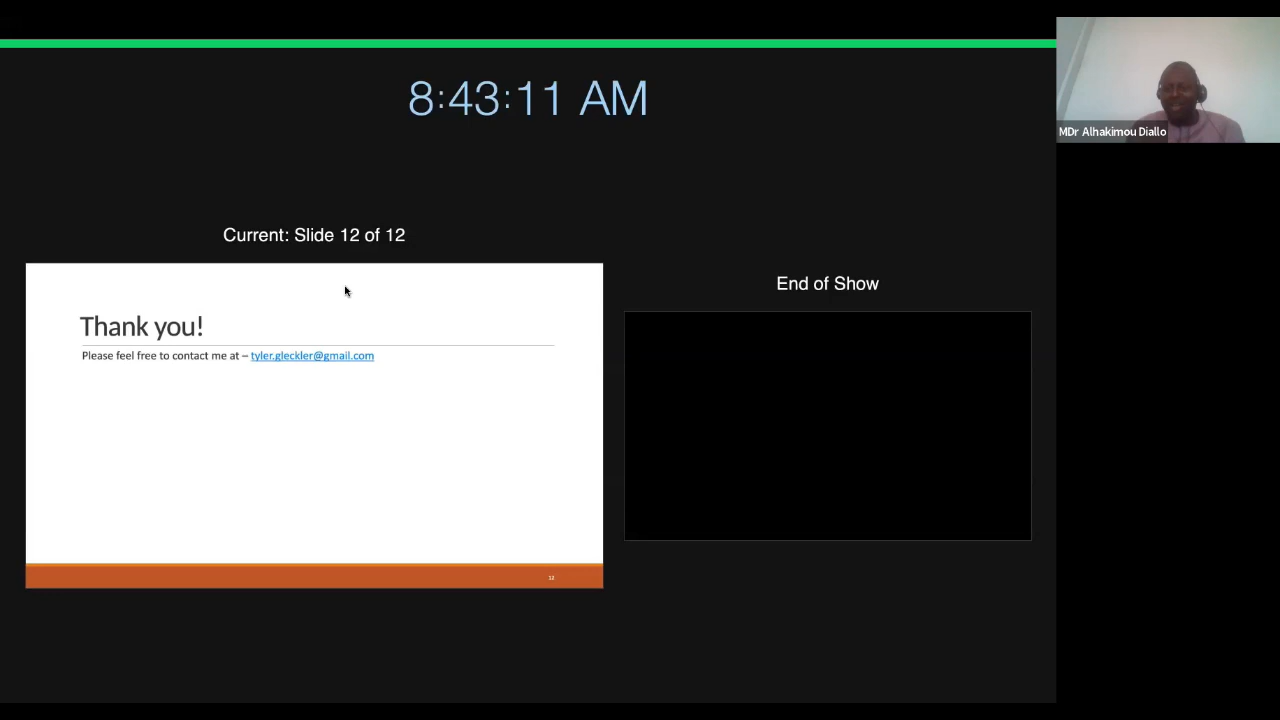 8:43:11 AM
MDr Alhakimou Diallo
Current: Slide 12 of 12
End of Show
Thank you!
Please feel free to contact me at – tyler.gleckler@gmail.com
12